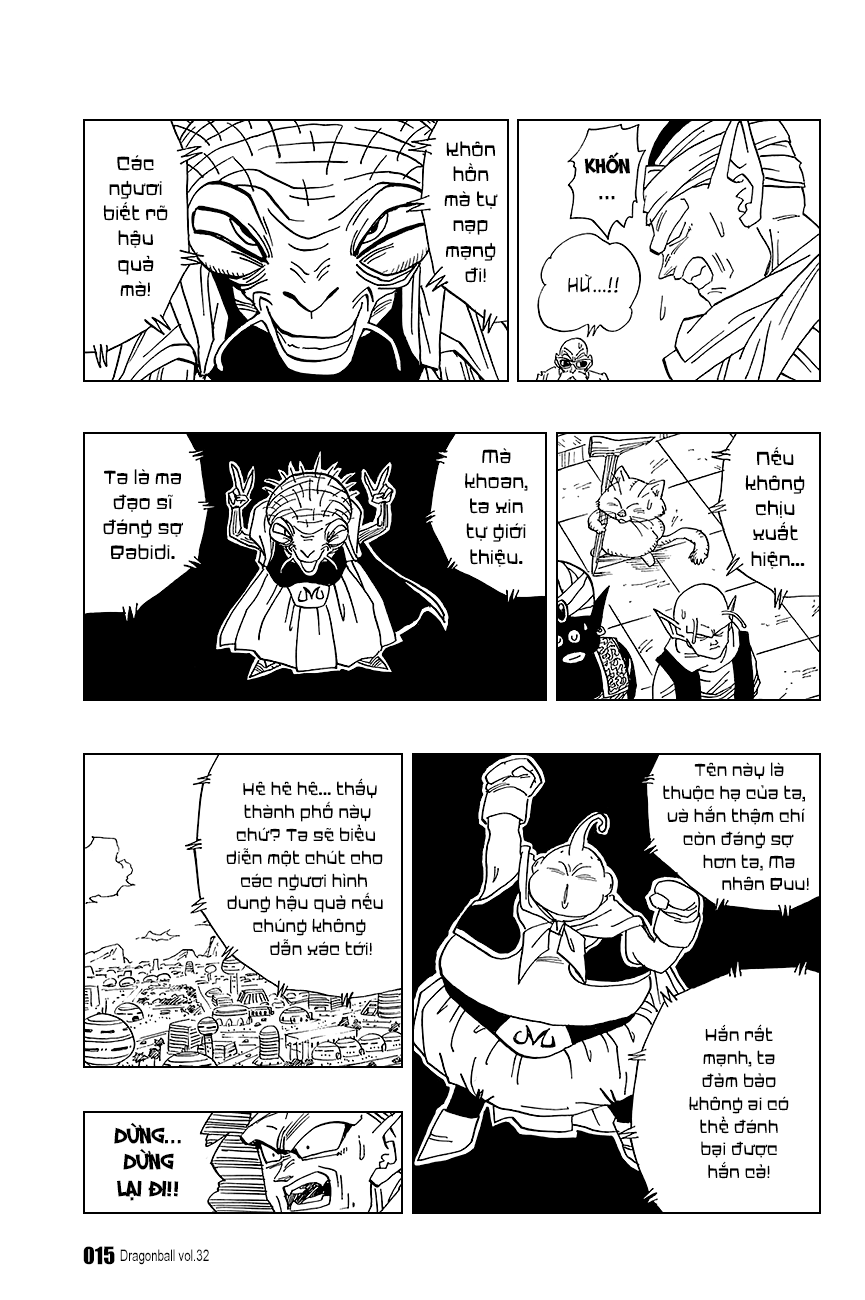 KHỐN
...
HỪ...!!
Khôn
hồn
mà tự
nạp
mạng
đi!
Các
ngươi
biết rõ
hậu
quả
mà!
Nếu
không
chịu
xuất
hiện...
Mà
khoan,
ta xin
tự giới
thiệu.
Ta là ma
đạo sĩ
đáng sợ
Babidi.
Tên này là
thuộc hạ của ta,
và hắn thậm chí
còn đáng sợ
hơn ta, Ma
nhân Buu!
Hắn rất
mạnh, ta
đảm bảo
không ai có
thể đánh
bại được
hắn cả!
Hê hê hê... thấy
thành phố này
chứ? Ta sẽ biểu
diễn một chút cho
các ngươi hình
dung hậu quả nếu
chúng không
dẫn xác tới!
DỪNG...
DỪNG
LẠI ĐI!!
015 Dragonball vol.32